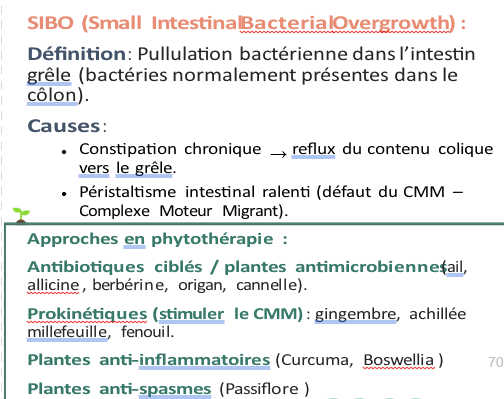 SIBO (Small Intestinal Bacterial Overgrowth) :
Définition: Pullulation bactérienne dans l'intestin
grêle (bactéries normalement présentes dans le
côlon).
Causes:
• Constipation chronique → reflux du contenu colique
vers le grêle.
• Péristaltisme intestinal ralenti (défaut du CMM –
Complexe Moteur Migrant).
Approches en phytothérapie :
Antibiotiques ciblés / plantes antimicrobiennes (ail,
allicine, berbérine, origan, cannelle).
Prokinétiques (stimuler le CMM) : gingembre, achillée
millefeuille, fenouil.
Plantes anti-inflammatoires (Curcuma, Boswellia )
70
Plantes anti-spasmes (Passiflore )